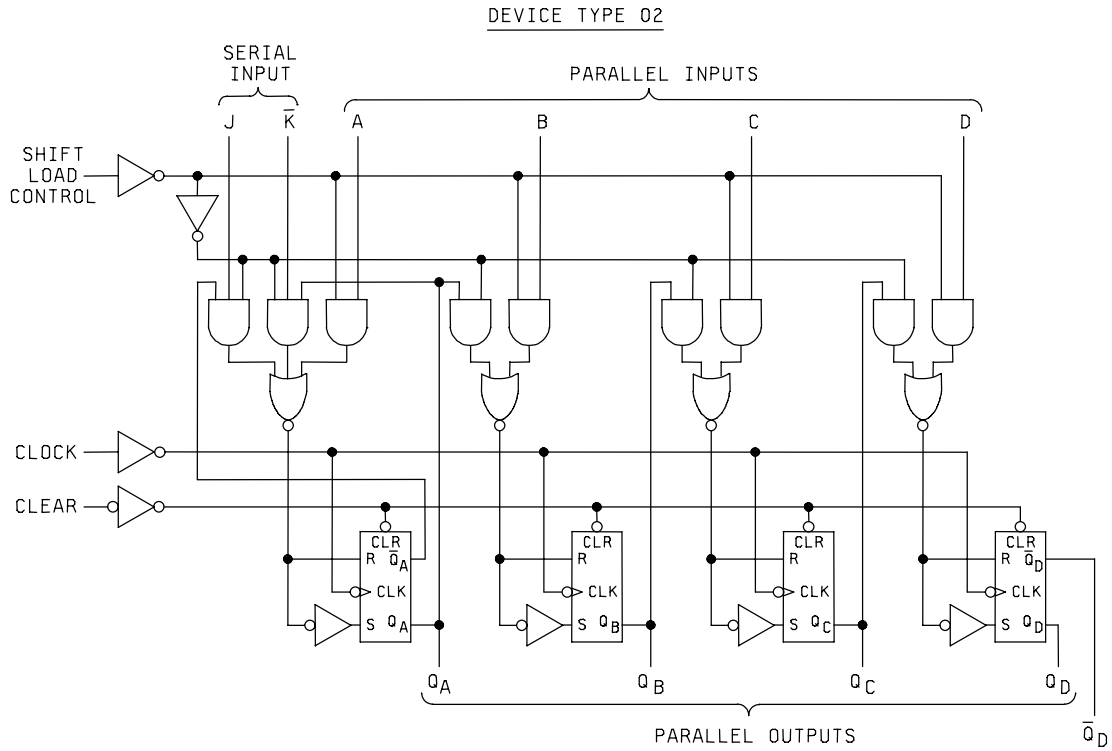 DEVICE TYPE 02
SERIAL
INPUT
PARALLEL INPUTS
J K̅ A B C D
SHIFT
LOAD
CONTROL
CLOCK
CLEAR
CLR CLR CLR CLR
R Q̅A R R R Q̅D
CLK CLK CLK CLK
S QA S QB S QC S QD
QA QB QC QD
PARALLEL OUTPUTS
Q̅D